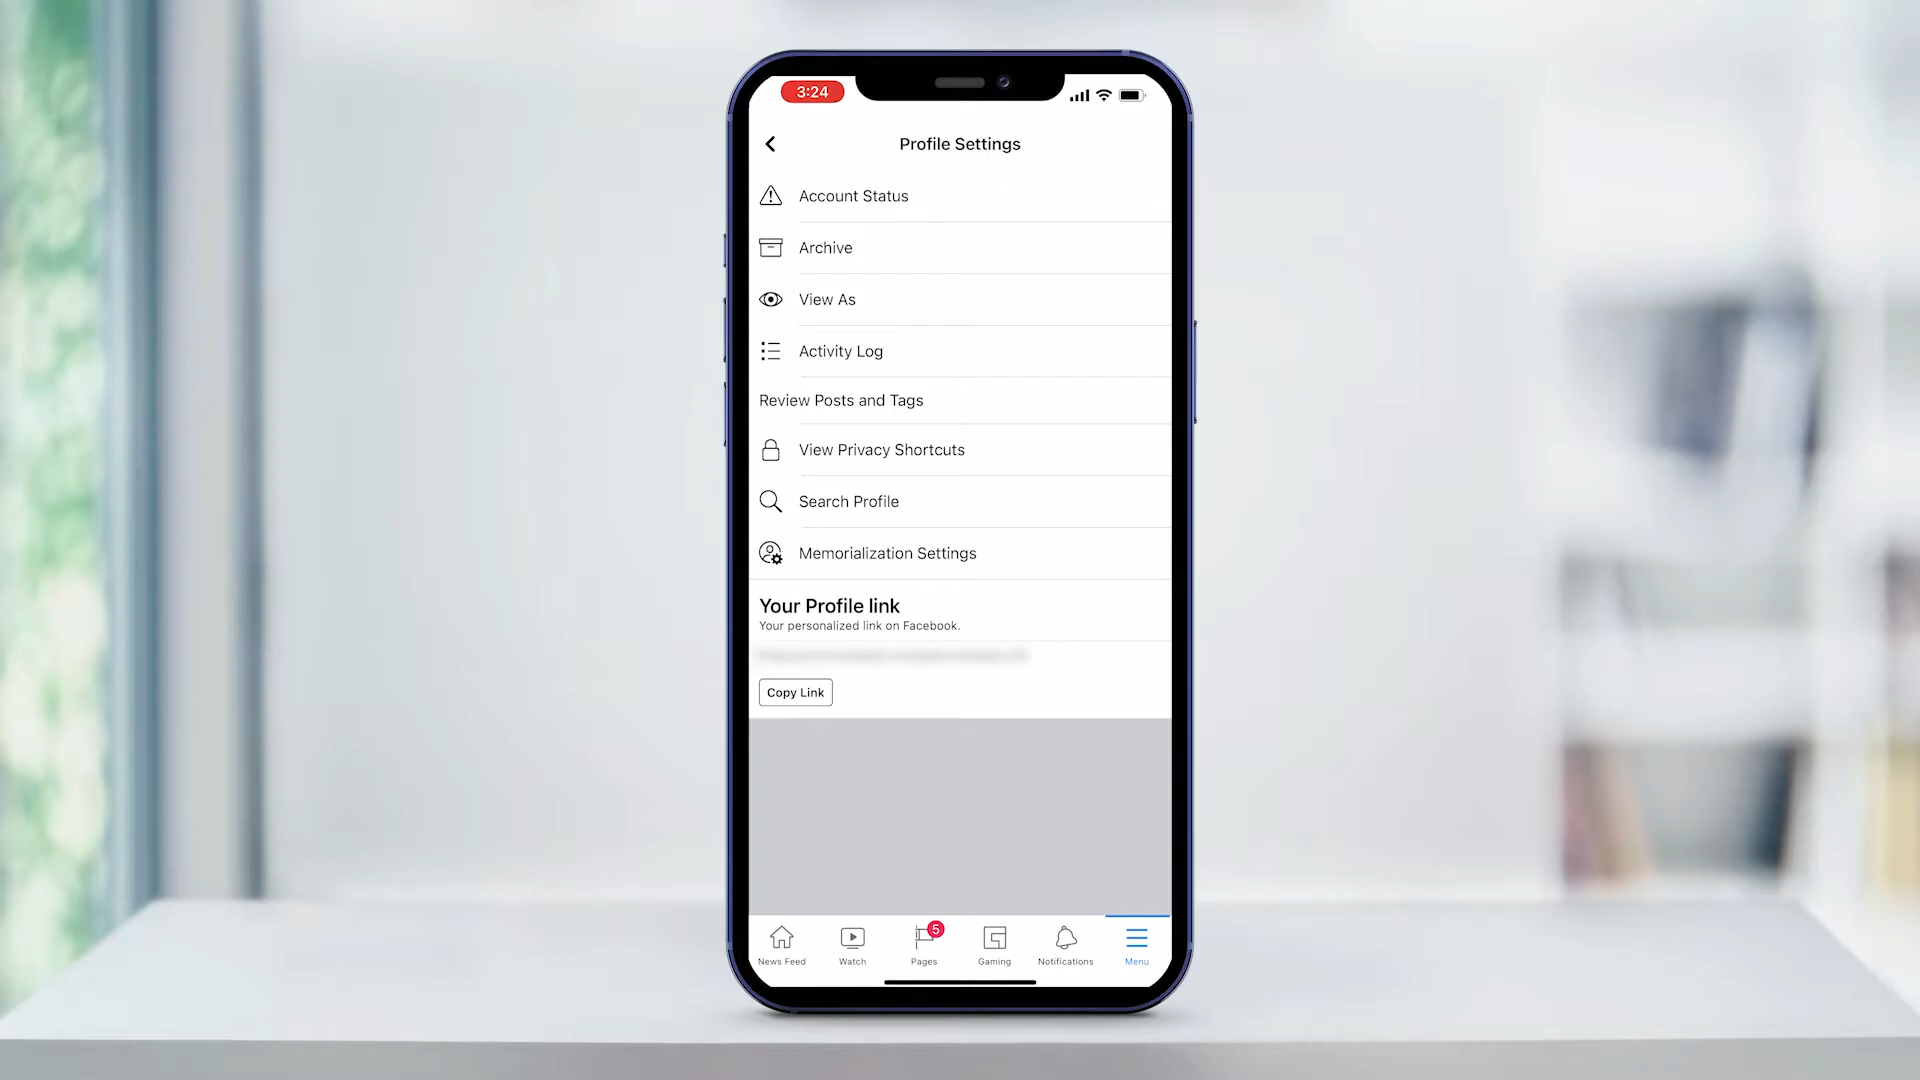 3:24
Profile Settings
Account Status
Archive
View As
Activity Log
Review Posts and Tags
View Privacy Shortcuts
Search Profile
Memorialization Settings
Your Profile link
Your personalized link on Facebook.
Copy Link
5
News Feed
Watch
Pages
Gaming
Notifications
Menu